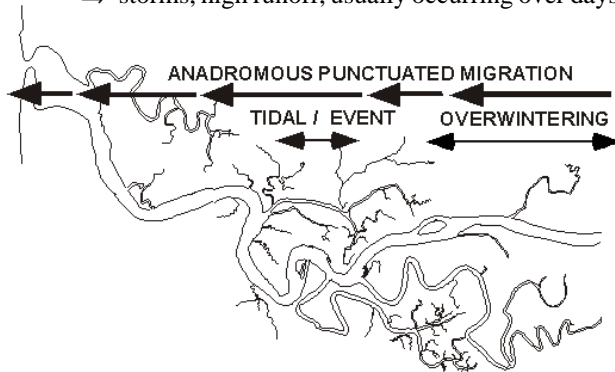 → storms, high runoff, usually occurring over days
ANADROMOUS PUNCTUATED MIGRATION
TIDAL / EVENT OVERWINTERING